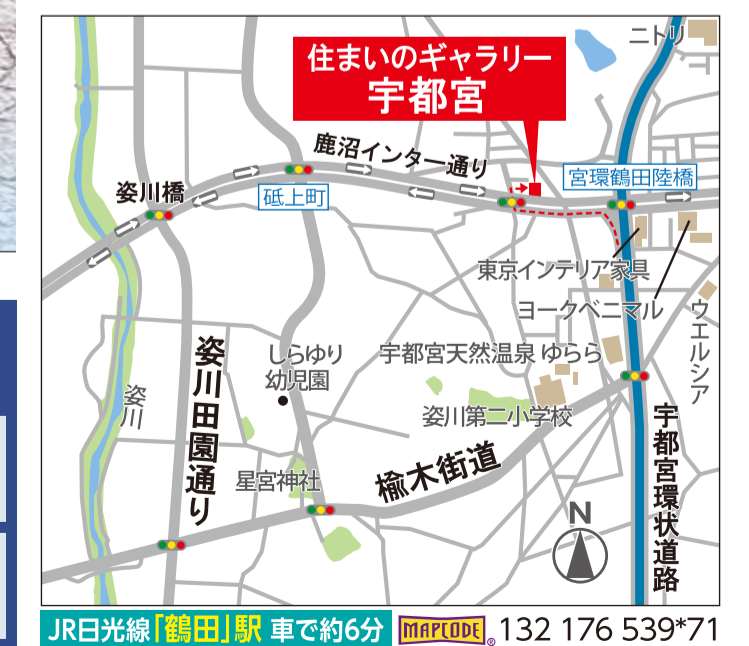 ニトリ
住まいのギャラリー
宇都宮
鹿沼インター通り
宮環鶴田陸橋
姿川橋
砥上町
東京インテリア家具
ヨークベニマル
ウエルシア
宇都宮天然温泉 ゆらら
しらゆり
幼児園
姿川
姿川田園通り
姿川第二小学校
星宮神社
楡木街道
宇都宮環状道路
N
JR日光線「鶴田」駅 車で約6分
MAPCODE® 132 176 539*71